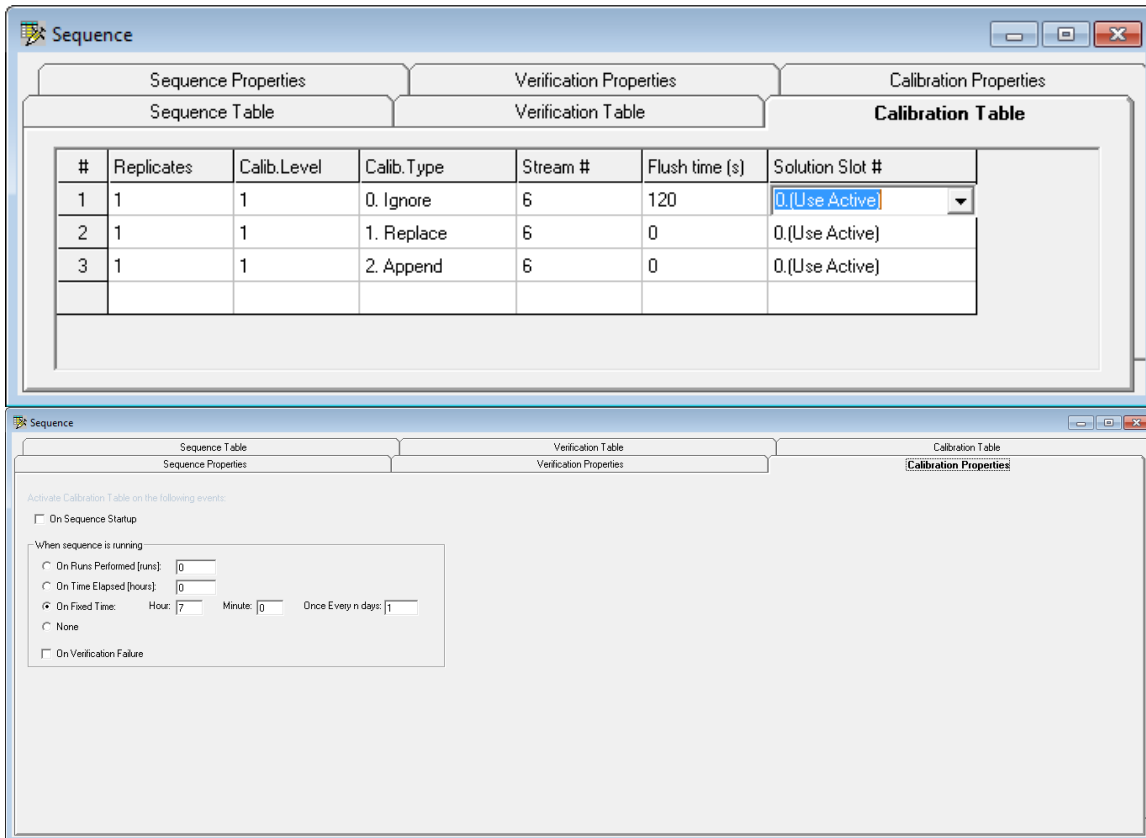 Sequence
Sequence Properties Verification Properties Calibration Properties
Sequence Table Verification Table Calibration Table
# Replicates Calib.Level Calib.Type Stream # Flush time (s) Solution Slot #
1 1 1 0. Ignore 6 120 0.(Use Active)
2 1 1 1. Replace 6 0 0.(Use Active)
3 1 1 2. Append 6 0 0.(Use Active)
Sequence
Sequence Table Verification Table Calibration Table
Sequence Properties Verification Properties Calibration Properties
Activate Calibration Table on the following events:
On Sequence Startup
When sequence is running
On Runs Performed [runs]: 0
On Time Elapsed [hours]: 0
On Fixed Time: Hour: 7 Minute: 0 Once Every n days: 1
None
On Verification Failure